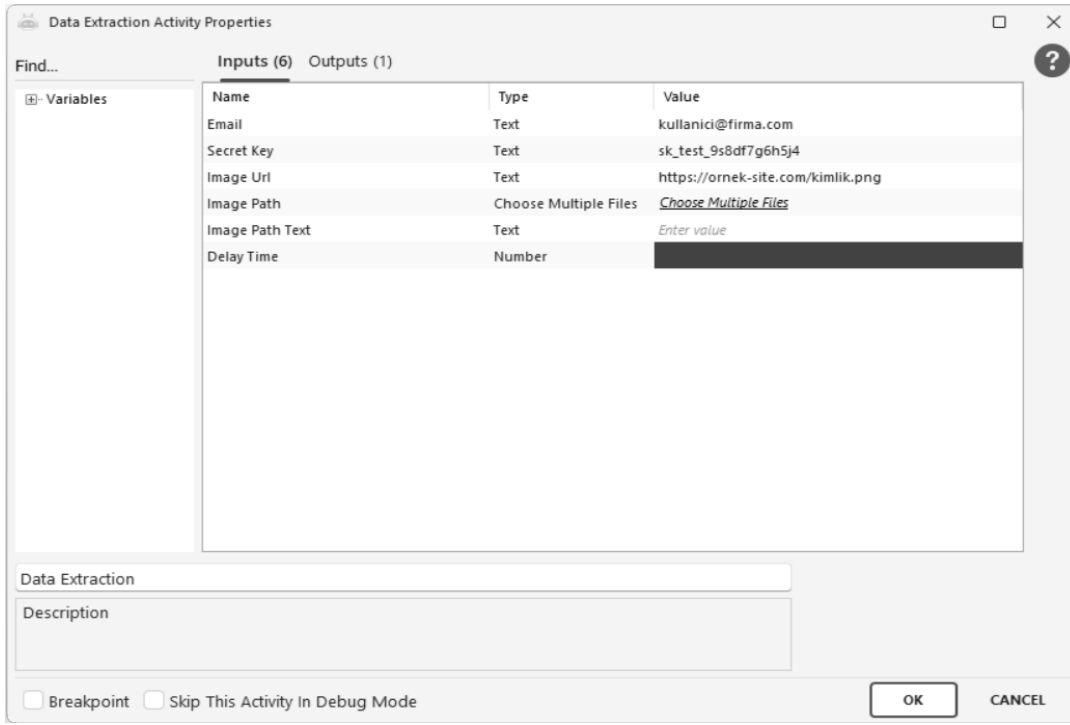 Data Extraction Activity Properties
Find...
Inputs (6) Outputs (1)
?
Variables
Name Type Value
Email Text kullanici@firma.com
Secret Key Text sk_test_9s8df7g6h5j4
Image Url Text https://ornek-site.com/kimlik.png
Image Path Choose Multiple Files Choose Multiple Files
Image Path Text Text Enter value
Delay Time Number
Data Extraction
Description
Breakpoint Skip This Activity In Debug Mode OK CANCEL